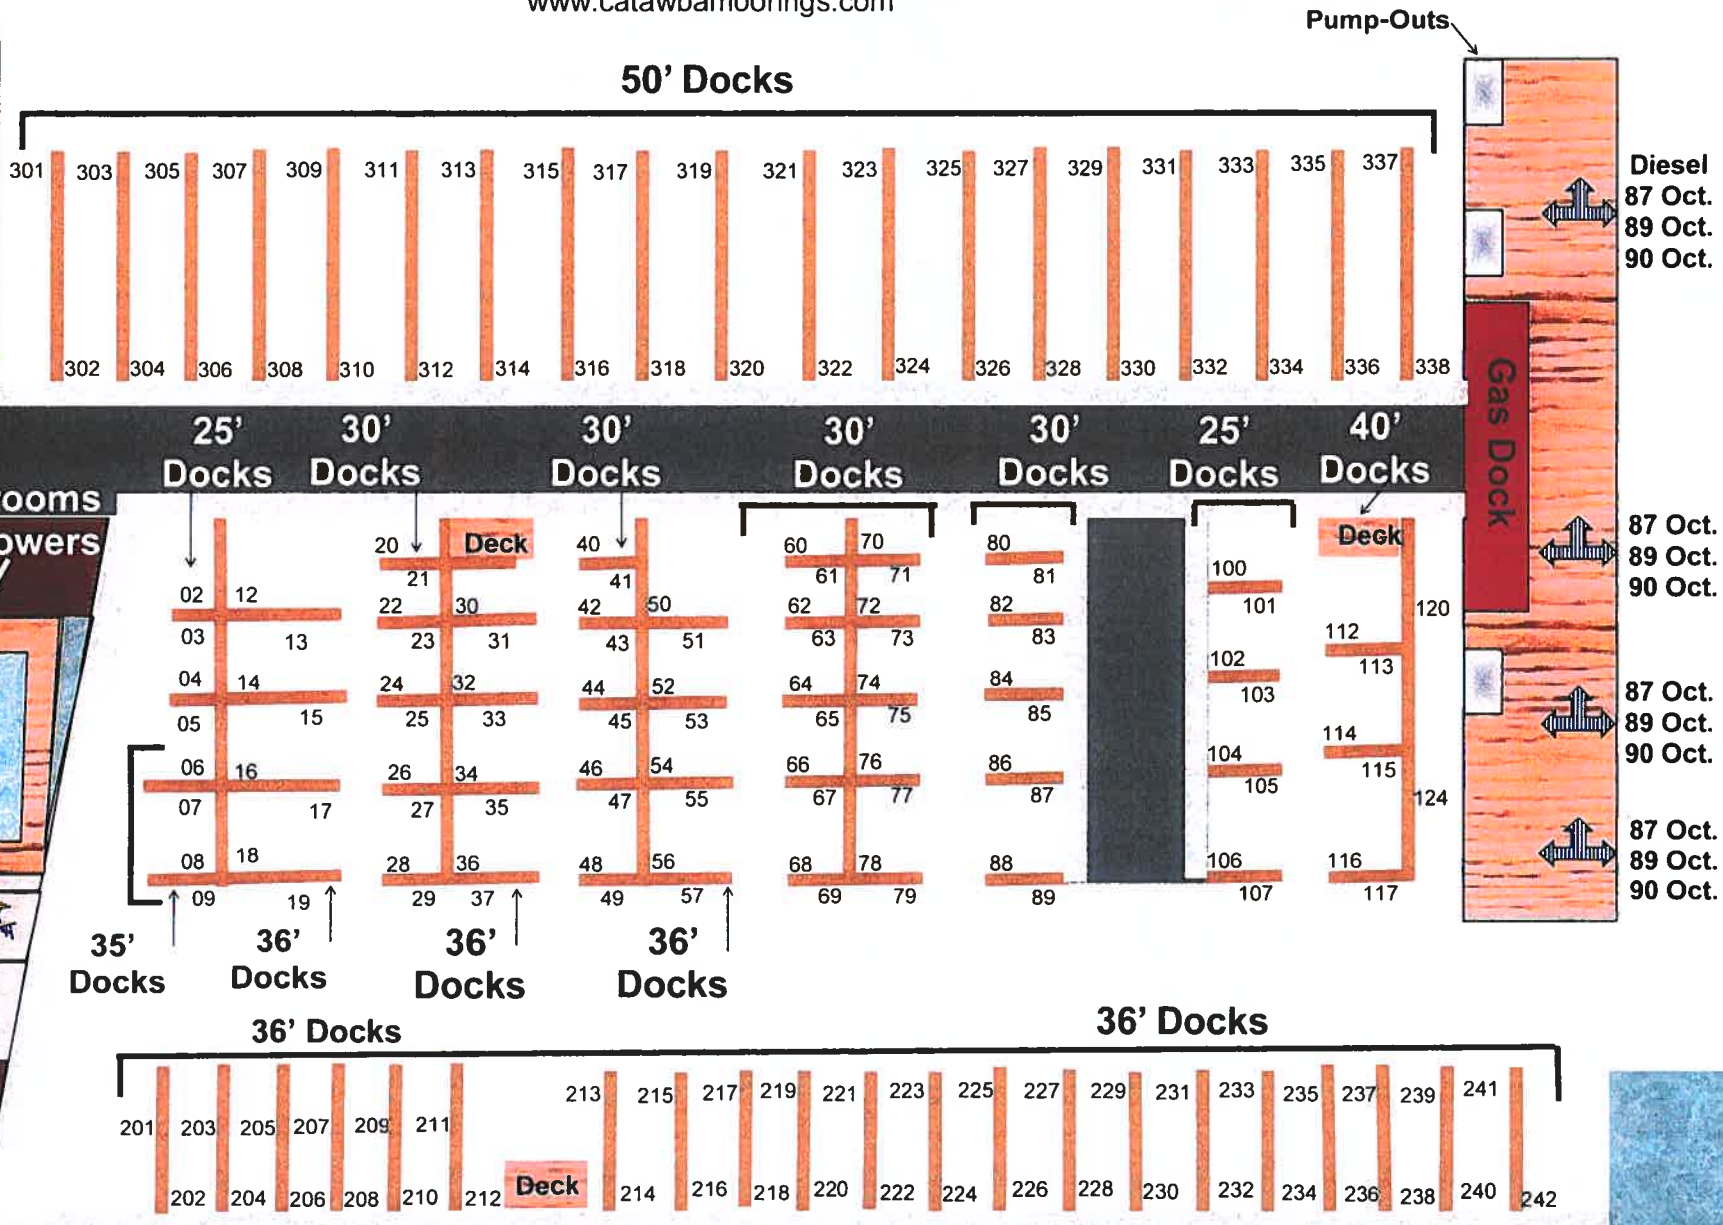 www.catawbamoorings.com
Pump-Outs
50' Docks
301 303 305 307 309 311 313 315 317 319 321 323 325 327 329 331 333 335 337
302 304 306 308 310 312 314 316 318 320 322 324 326 328 330 332 334 336 338
Diesel
87 Oct.
89 Oct.
90 Oct.
Gas Dock
87 Oct.
89 Oct.
90 Oct.
87 Oct.
89 Oct.
90 Oct.
87 Oct.
89 Oct.
90 Oct.
25' Docks
30' Docks
30' Docks
30' Docks
30' Docks
25' Docks
40' Docks
ooms
owers
02 12
03 13
04 14
05 15
06 16
07 17
08 18
09 19
20 Deck
21
22 30
23 31
24 32
25 33
26 34
27 35
28 36
29 37
40
41
42 50
43 51
44 52
45 53
46 54
47 55
48 56
49 57
60 70
61 71
62 72
63 73
64 74
65 75
66 76
67 77
68 78
69 79
80
81
82
83
84
85
86
87
88
89
100
101
102
103
104
105
106
107
Deck
120
112
113
114
115
124
116
117
35' Docks
36' Docks
36' Docks
36' Docks
36' Docks
36' Docks
201 203 205 207 209 211 213 215 217 219 221 223 225 227 229 231 233 235 237 239 241
202 204 206 208 210 212 Deck 214 216 218 220 222 224 226 228 230 232 234 236 238 240 242